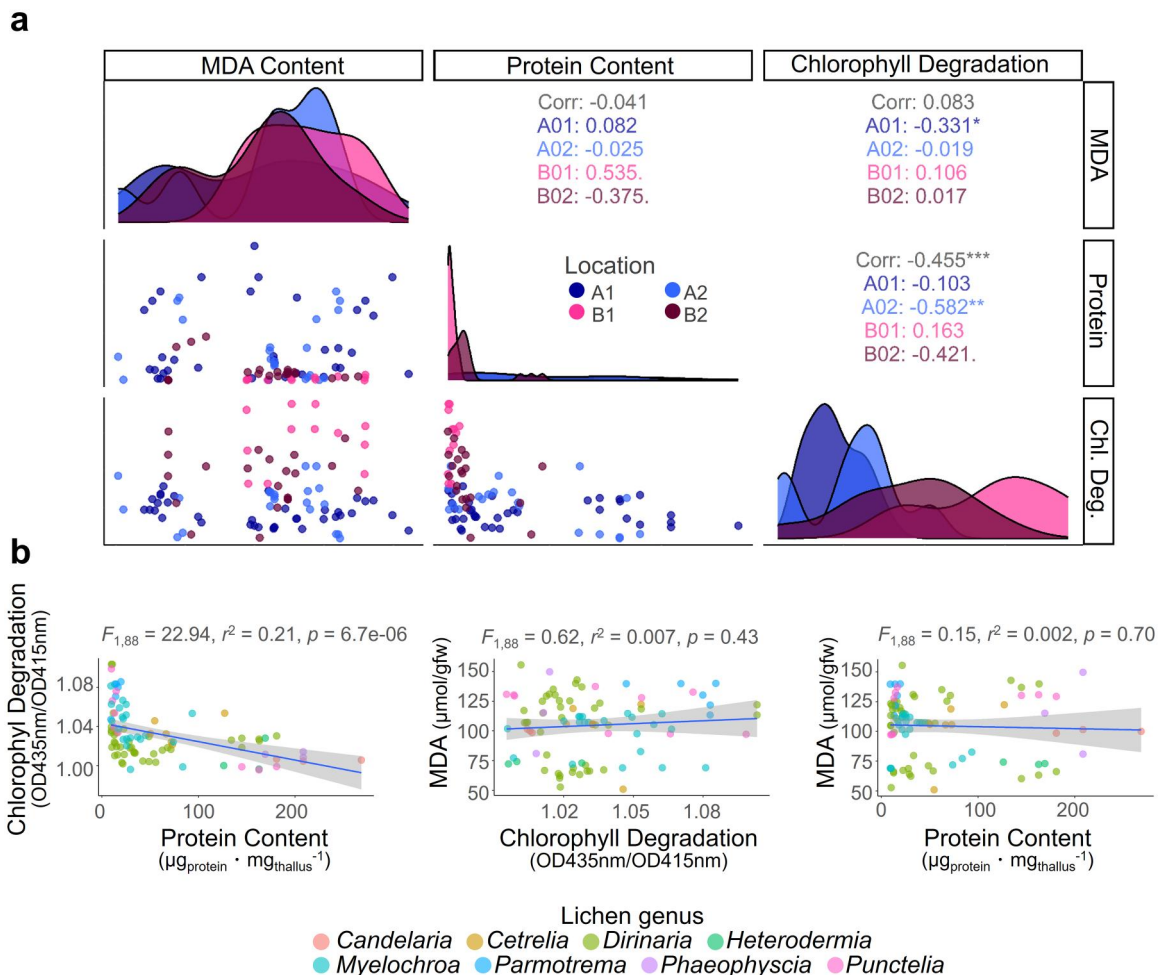 a
MDA Content
Protein Content
Chlorophyll Degradation
Corr: -0.041
A01: 0.082
A02: -0.025
B01: 0.535.
B02: -0.375.
Corr: 0.083
A01: -0.331*
A02: -0.019
B01: 0.106
B02: 0.017
MDA
Location
A1 A2
B1 B2
Corr: -0.455***
A01: -0.103
A02: -0.582**
B01: 0.163
B02: -0.421.
Protein
Chl. Deg.
b
Chlorophyl Degradation
(OD435nm/OD415nm)
F1,88 = 22.94, r² = 0.21, p = 6.7e-06
1.08
1.04
1.00
0 100 200
Protein Content
(µgprotein · mgthallus⁻¹)
F1,88 = 0.62, r² = 0.007, p = 0.43
MDA (µmol/gfw)
150
125
100
75
50
1.02 1.05 1.08
Chlorophyll Degradation
(OD435nm/OD415nm)
F1,88 = 0.15, r² = 0.002, p = 0.70
MDA (µmol/gfw)
150
125
100
75
50
0 100 200
Protein Content
(µgprotein · mgthallus⁻¹)
Lichen genus
Candelaria Cetrelia Dirinaria Heterodermia
Myelochroa Parmotrema Phaeophyscia Punctelia